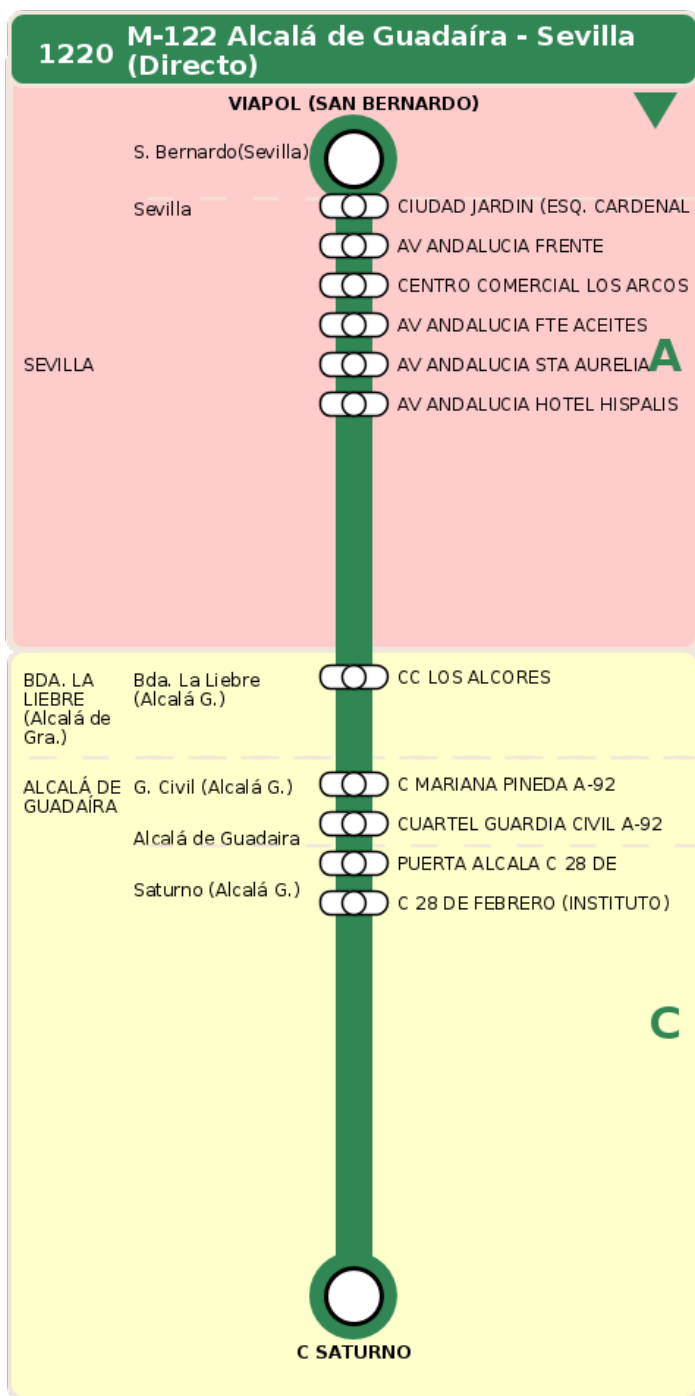 1220
M-122 Alcalá de Guadaíra - Sevilla
(Directo)
VIAPOL (SAN BERNARDO)
S. Bernardo(Sevilla)
Sevilla
CIUDAD JARDIN (ESQ. CARDENAL
AV ANDALUCIA FRENTE
CENTRO COMERCIAL LOS ARCOS
AV ANDALUCIA FTE ACEITES
SEVILLA
AV ANDALUCIA STA AURELIA
A
AV ANDALUCIA HOTEL HISPALIS
BDA. LA
LIEBRE
(Alcalá de
Gra.)
Bda. La Liebre
(Alcalá G.)
CC LOS ALCORES
ALCALÁ DE
GUADAÍRA
G. Civil (Alcalá G.)
C MARIANA PINEDA A-92
CUARTEL GUARDIA CIVIL A-92
Alcalá de Guadaira
PUERTA ALCALA C 28 DE
Saturno (Alcalá G.)
C 28 DE FEBRERO (INSTITUTO)
C
C SATURNO